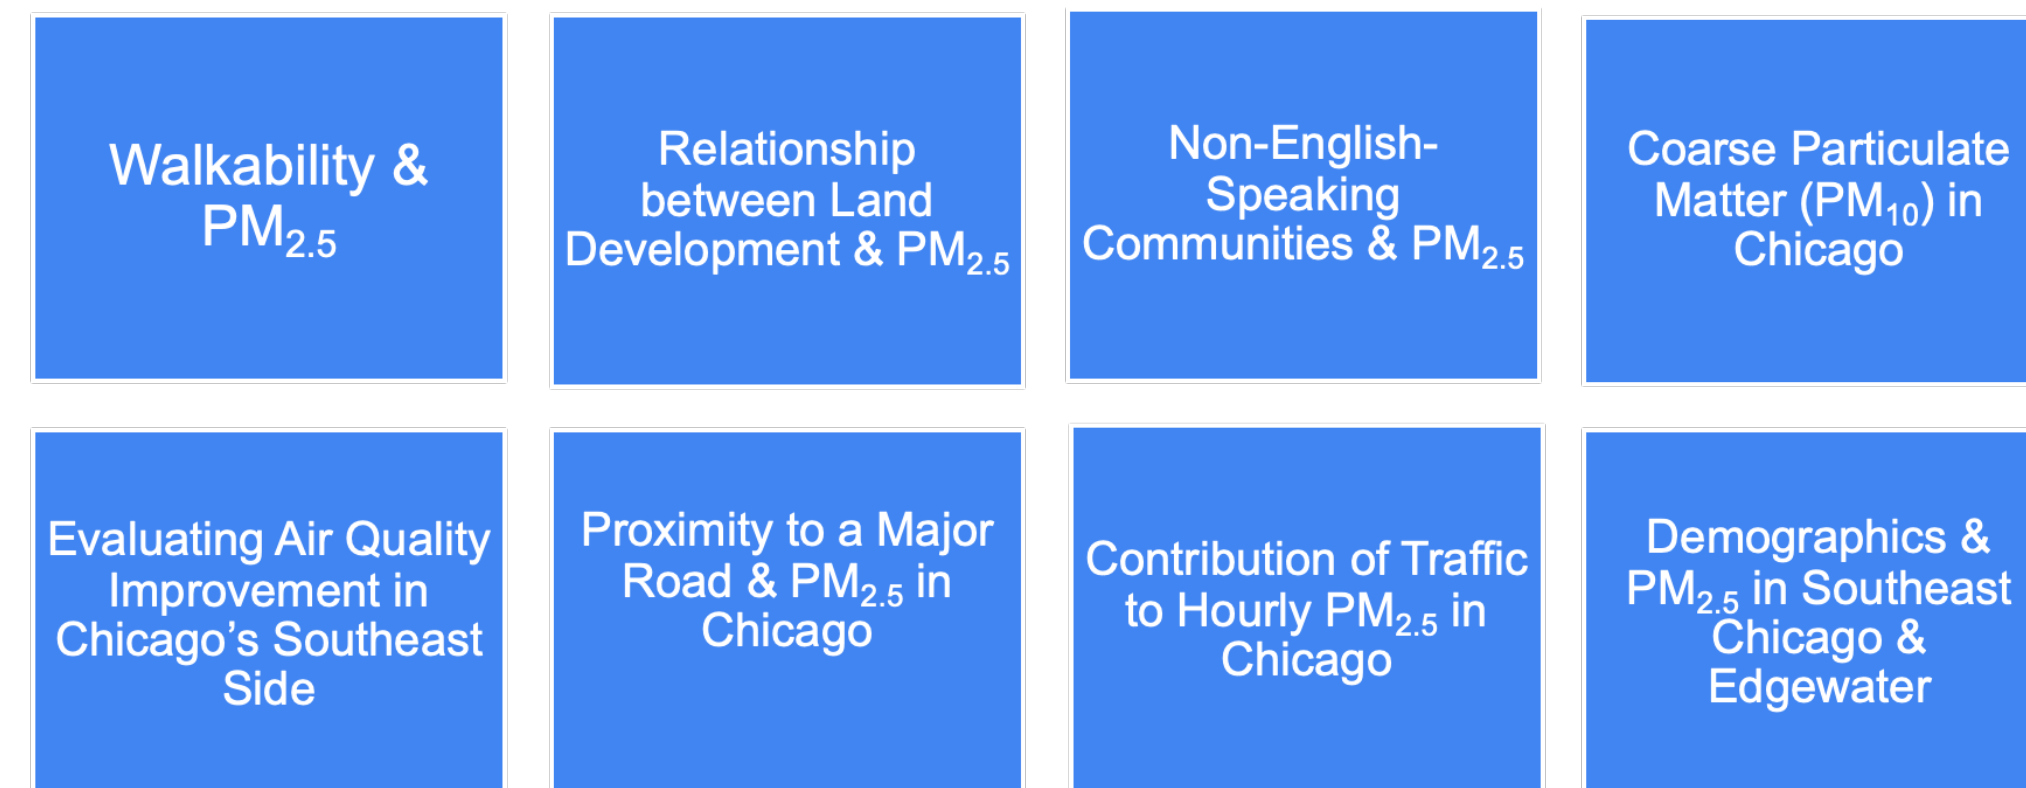 Walkability &
PM₂.₅
Relationship
between Land
Development & PM₂.₅
Non-English-
Speaking
Communities & PM₂.₅
Coarse Particulate
Matter (PM₁₀) in
Chicago
Evaluating Air Quality
Improvement in
Chicago’s Southeast
Side
Proximity to a Major
Road & PM₂.₅ in
Chicago
Contribution of Traffic
to Hourly PM₂.₅ in
Chicago
Demographics &
PM₂.₅ in Southeast
Chicago &
Edgewater